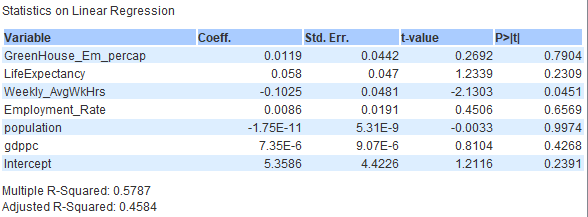 Statistics on Linear Regression
Variable Coeff. Std. Err. t-value P>|t|
GreenHouse_Em_percap 0.0119 0.0442 0.2692 0.7904
LifeExpectancy 0.058 0.047 1.2339 0.2309
Weekly_AvgWkHrs -0.1025 0.0481 -2.1303 0.0451
Employment_Rate 0.0086 0.0191 0.4506 0.6569
population -1.75E-11 5.31E-9 -0.0033 0.9974
gdppc 7.35E-6 9.07E-6 0.8104 0.4268
Intercept 5.3586 4.4226 1.2116 0.2391
Multiple R-Squared: 0.5787
Adjusted R-Squared: 0.4584